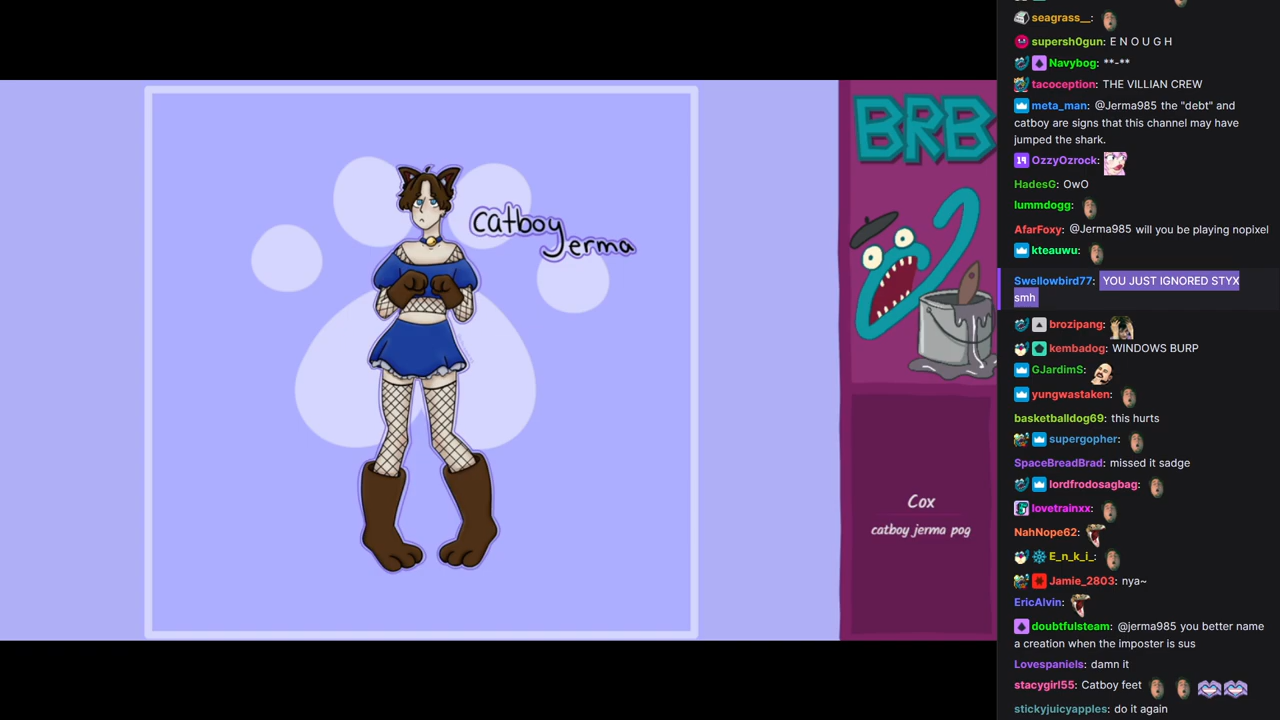 catboy
Jerma
BRB
Cox
catboy jerma pog
seagrass__:
supersh0gun: E N O U G H
Navybog: **-**
tacoception: THE VILLIAN CREW
meta_man: @Jerma985 the "debt" and
catboy are signs that this channel may have
jumped the shark.
19 OzzyOzrock:
HadesG: OwO
lummdogg:
AfarFoxy: @Jerma985 will you be playing nopixel
kteauwu:
Swellowbird77: YOU JUST IGNORED STYX
smh
brozipang:
kembadog: WINDOWS BURP
GJardimS:
yungwastaken:
basketballdog69: this hurts
supergopher:
SpaceBreadBrad: missed it sadge
lordfrodosagbag:
lovetrainxx:
NahNope62:
E_n_k_i_:
Jamie_2803: nya~
EricAlvin:
doubtfulsteam: @jerma985 you better name
a creation when the imposter is sus
Lovespaniels: damn it
stacygirl55: Catboy feet
stickyjuicyapples: do it again